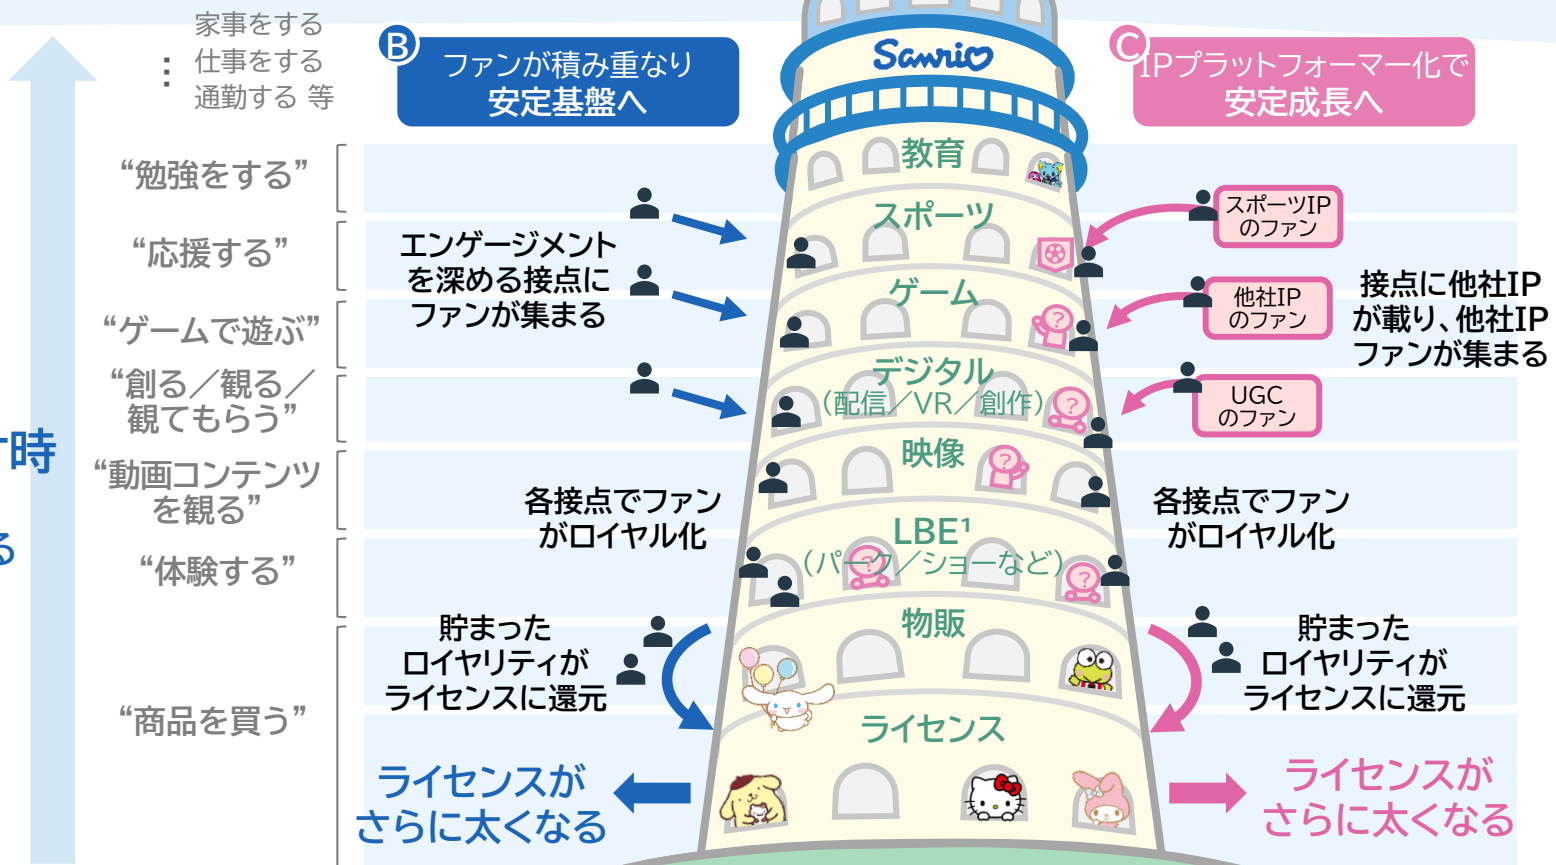 家事をする
仕事をする
通勤する 等
B
ファンが積み重なり
安定基盤へ
Sanrio
C
IPプラットフォーマー化で
安定成長へ
“勉強をする”
“応援する”
“ゲームで遊ぶ”
“創る／観る／
観てもらう”
“動画コンテンツ
を観る”
“体験する”
“商品を買う”
時
る
エンゲージメント
を深める接点に
ファンが集まる
各接点でファン
がロイヤル化
貯まった
ロイヤリティが
ライセンスに還元
ライセンスが
さらに太くなる
教育
スポーツ
ゲーム
デジタル
（配信／VR／創作）
映像
LBE¹
（パーク／ショーなど）
物販
ライセンス
?
?
?
?
?
スポーツIP
のファン
他社IP
のファン
UGC
のファン
接点に他社IP
が載り、他社IP
ファンが集まる
各接点でファン
がロイヤル化
貯まった
ロイヤリティが
ライセンスに還元
ライセンスが
さらに太くなる